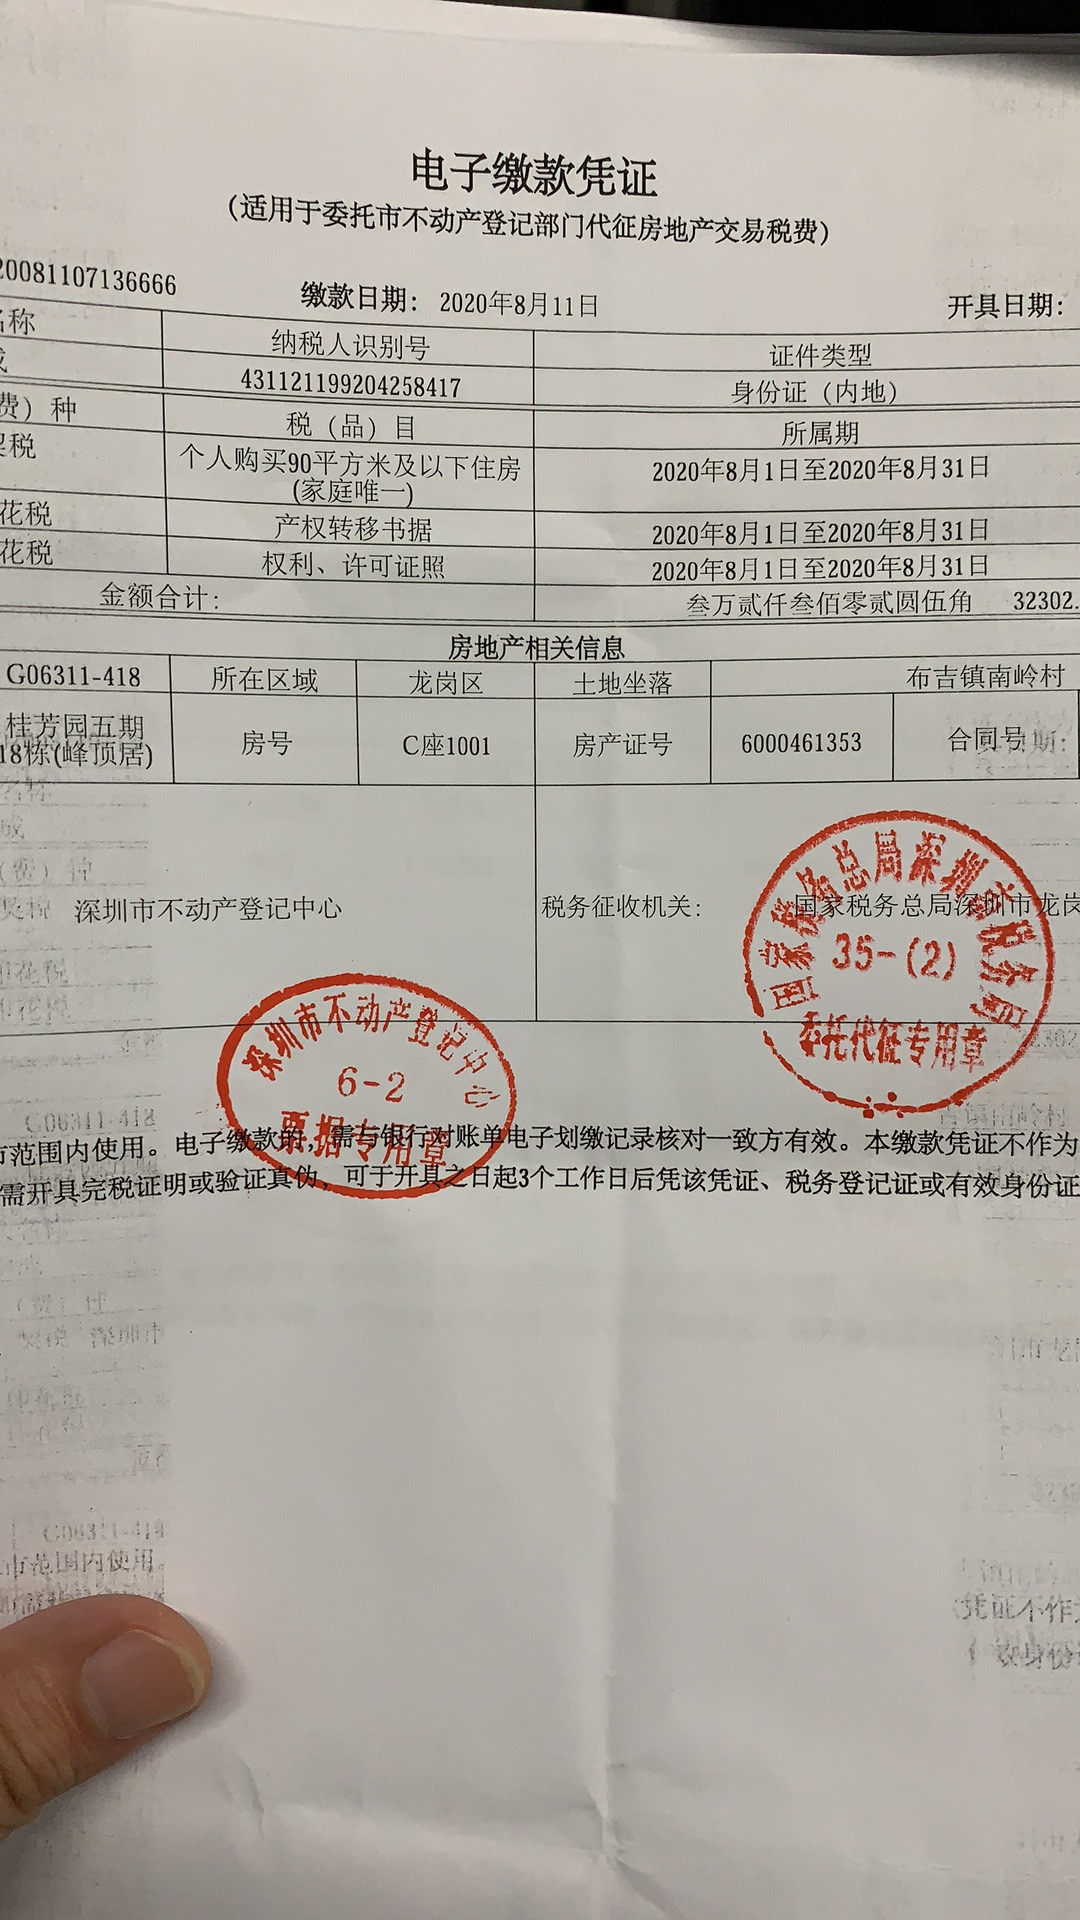 电子缴款凭证
(适用于委托市不动产登记部门代征房地产交易税费)
20081107136666 缴款日期: 2020年8月11日 开具日期:
名称 纳税人识别号 证件类型
成 431121199204258417 身份证 (内地)
费) 种 税 (品) 目 所属期
契税 个人购买90平方米及以下住房 2020年8月1日至2020年8月31日
(家庭唯一)
花税 产权转移书据 2020年8月1日至2020年8月31日
花税 权利、许可证照 2020年8月1日至2020年8月31日
金额合计: 叁万贰仟叁佰零贰圆伍角 32302.
房地产相关信息
G06311-418 所在区域 龙岗区 土地坐落 布吉镇南岭村
桂芳园五期
18栋(峰顶居) 房号 C座1001 房产证号 6000461353 合同号
深圳市不动产登记中心 税务征收机关: 国家税务总局深圳市龙岗
国家税务总局深圳市税务局
35-(2)
委托代征专用章
深圳市不动产登记中心
6-2
票据专用章
市范围内使用。电子缴款的,需与银行对账单电子划缴记录核对一致方有效。本缴款凭证不作为
需开具完税证明或验证真伪,可于开具之日起3个工作日后凭该凭证、税务登记证或有效身份证